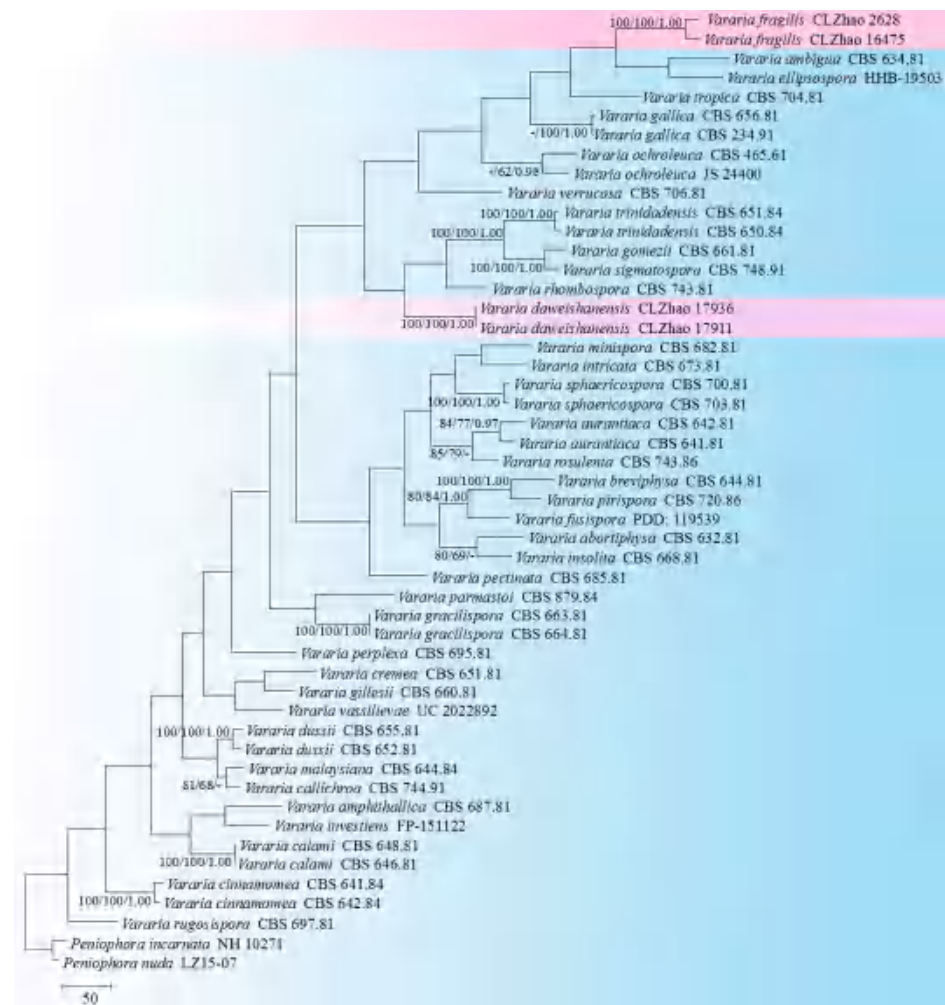 100/100/1.00
Vararia fragilis CLZhao 2628
Vararia fragilis CLZhao 16475
Vararia ambigua CBS 634.81
Vararia ellipsospora HHB-19503
Vararia tropica CBS 704.81
Vararia gallica CBS 656.81
-/100/1.00
Vararia gallica CBS 234.91
Vararia ochroleuca CBS 465.61
-/62/0.98
Vararia ochroleuca JS 24400
Vararia verrucosa CBS 706.81
100/100/1.00
Vararia trinidadensis CBS 651.84
100/100/1.00
Vararia trinidadensis CBS 650.84
Vararia gomezii CBS 661.81
100/100/1.00
Vararia sigmatospora CBS 748.91
Vararia rhombospora CBS 743.81
Vararia daweishanensis CLZhao 17936
100/100/1.00
Vararia daweishanensis CLZhao 17911
Vararia minispora CBS 682.81
Vararia intricata CBS 673.81
Vararia sphaericospora CBS 700.81
100/100/1.00
Vararia sphaericospora CBS 703.81
84/77/0.97
Vararia aurantiaca CBS 642.81
Vararia aurantiaca CBS 641.81
85/79/-
Vararia rosulenta CBS 743.86
100/100/1.00
Vararia breviphysa CBS 644.81
80/84/1.00
Vararia pirispora CBS 720.86
Vararia fusispora PDD: 119539
Vararia abortiphysa CBS 632.81
80/69/-
Vararia insolita CBS 668.81
Vararia pectinata CBS 685.81
Vararia parmastoi CBS 879.84
Vararia gracilispora CBS 663.81
100/100/1.00
Vararia gracilispora CBS 664.81
Vararia perplexa CBS 695.81
Vararia cremea CBS 651.81
Vararia gillesii CBS 660.81
Vararia vassilievae UC 2022892
100/100/1.00
Vararia dussii CBS 655.81
Vararia dussii CBS 652.81
Vararia malaysiana CBS 644.84
81/68/-
Vararia callichroa CBS 744.91
Vararia amphithallica CBS 687.81
Vararia investiens FP-151122
Vararia calami CBS 648.81
100/100/1.00
Vararia calami CBS 646.81
Vararia cinnamomea CBS 641.84
100/100/1.00
Vararia cinnamomea CBS 642.84
Vararia rugosispora CBS 697.81
Peniophora incarnata NH 10271
Peniophora nuda LZ15-07
50